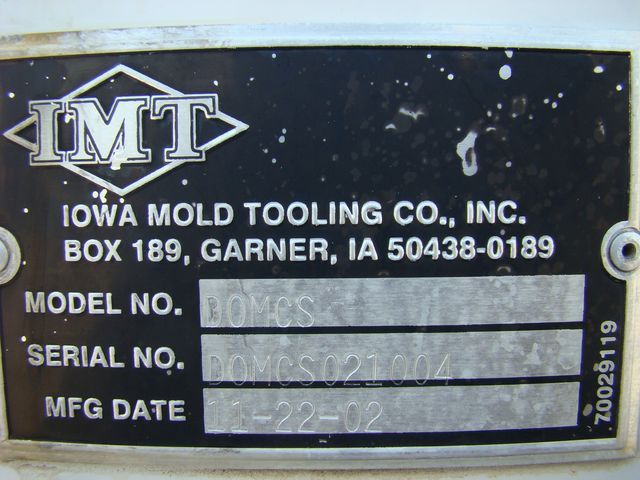 IMT
IOWA MOLD TOOLING CO., INC.
BOX 189, GARNER, IA 50438-0189
MODEL NO. DOMCS
SERIAL NO. DOMCS021004
MFG DATE 11-22-02
70029119